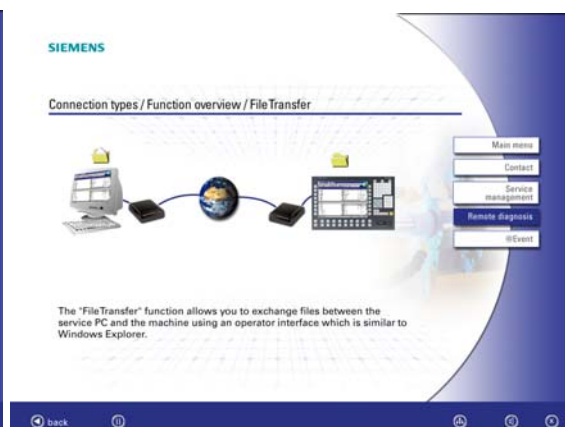 SIEMENS
Connection types / Function overview / FileTransfer
Main menu
Contact
Service
management
Remote diagnosis
@Event
The "FileTransfer" function allows you to exchange files between the
service PC and the machine using an operator interface which is similar to
Windows Explorer.
back